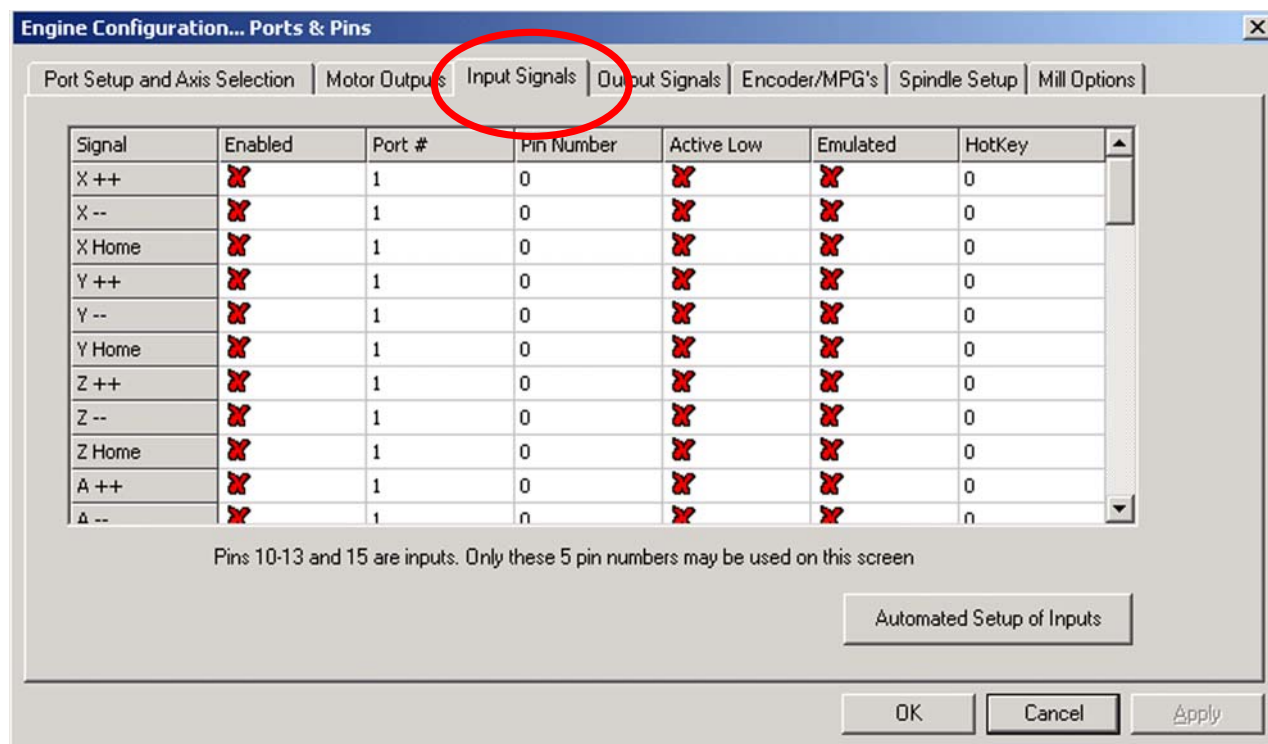 Engine Configuration... Ports & Pins
Port Setup and Axis Selection Motor Outputs Input Signals Output Signals Encoder/MPG's Spindle Setup Mill Options
Signal Enabled Port # Pin Number Active Low Emulated HotKey
X ++ 1 0 0
X -- 1 0 0
X Home 1 0 0
Y ++ 1 0 0
Y -- 1 0 0
Y Home 1 0 0
Z ++ 1 0 0
Z -- 1 0 0
Z Home 1 0 0
A ++ 1 0 0
A -- 1 0 0
Pins 10-13 and 15 are inputs. Only these 5 pin numbers may be used on this screen
Automated Setup of Inputs
OK Cancel Apply